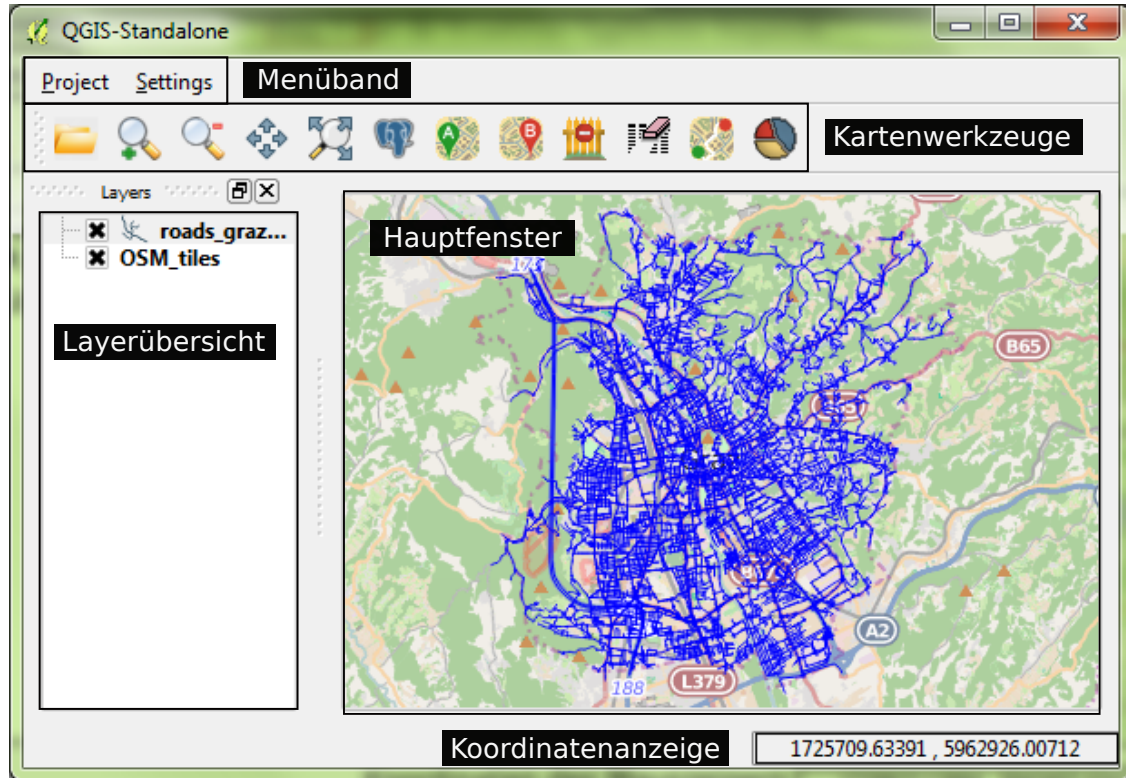 QGIS-Standalone
Project Settings Menüband
A B Kartenwerkzeuge
Layers
roads_graz...
OSM_tiles
Hauptfenster
Layerübersicht
B65
A2
L379
188
Koordinatenanzeige 1725709.63391 , 5962926.00712